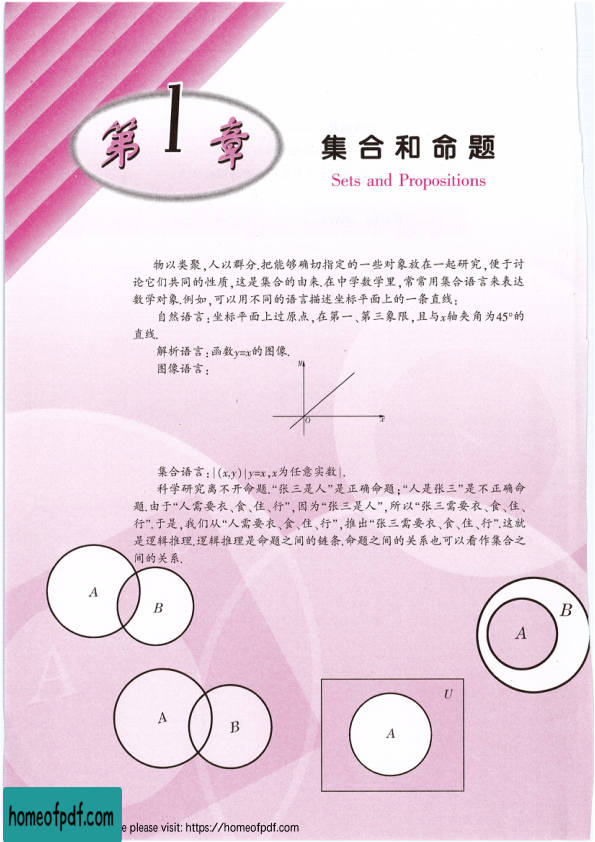 第1章
集合和命题
Sets and Propositions
物以类聚,人以群分.把能够确切指定的一些对象放在一起研究,便于讨
论它们共同的性质,这是集合的由来.在中学数学里,常常用集合语言来表达
数学对象.例如,可以用不同的语言描述坐标平面上的一条直线:
自然语言:坐标平面上过原点,在第一、第三象限,且与x轴夹角为45°的
直线.
解析语言:函数y=x的图像.
图像语言:
y
O
x
集合语言:{(x,y)|y=x,x为任意实数}.
科学研究离不开命题.“张三是人”是正确命题;“人是张三”是不正确命
题.由于“人需要衣、食、住、行”,因为“张三是人”,所以“张三需要衣、食、住、
行”.于是,我们从“人需要衣、食、住、行”,推出“张三需要衣、食、住、行”.这就
是逻辑推理.逻辑推理是命题之间的链条.命题之间的关系也可以看作集合之
间的关系.
A
B
A
B
A
B
U
A
A
homeofpdf.com
e please visit: https://homeofpdf.com